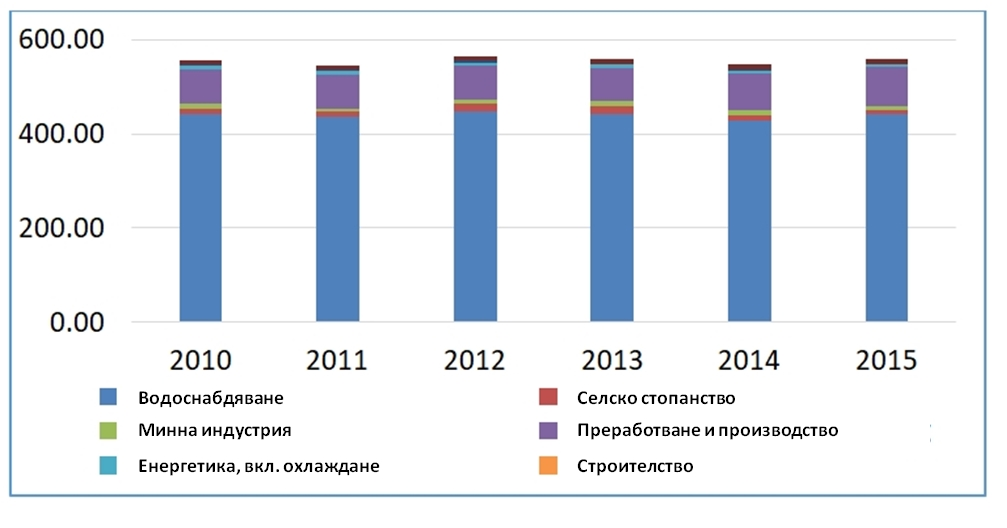 600.00
400.00
200.00
0.00
2010 2011 2012 2013 2014 2015
Водоснабдяване Селско стопанство
Минна индустрия Преработване и производство
Енергетика, вкл. охлаждане Строителство